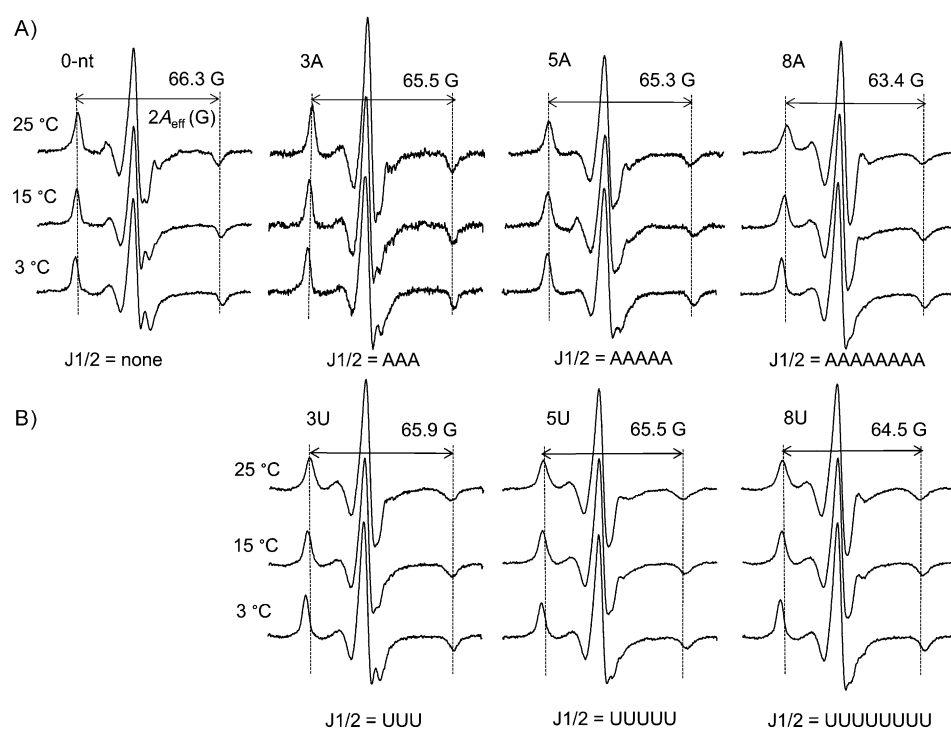 A)
0-nt
3A
5A
8A
66.3 G
65.5 G
65.3 G
63.4 G
2Aeff (G)
25 °C
15 °C
3 °C
J1/2 = none
J1/2 = AAA
J1/2 = AAAAA
J1/2 = AAAAAAAA
B)
3U
5U
8U
65.9 G
65.5 G
64.5 G
25 °C
15 °C
3 °C
J1/2 = UUU
J1/2 = UUUUU
J1/2 = UUUUUUUU